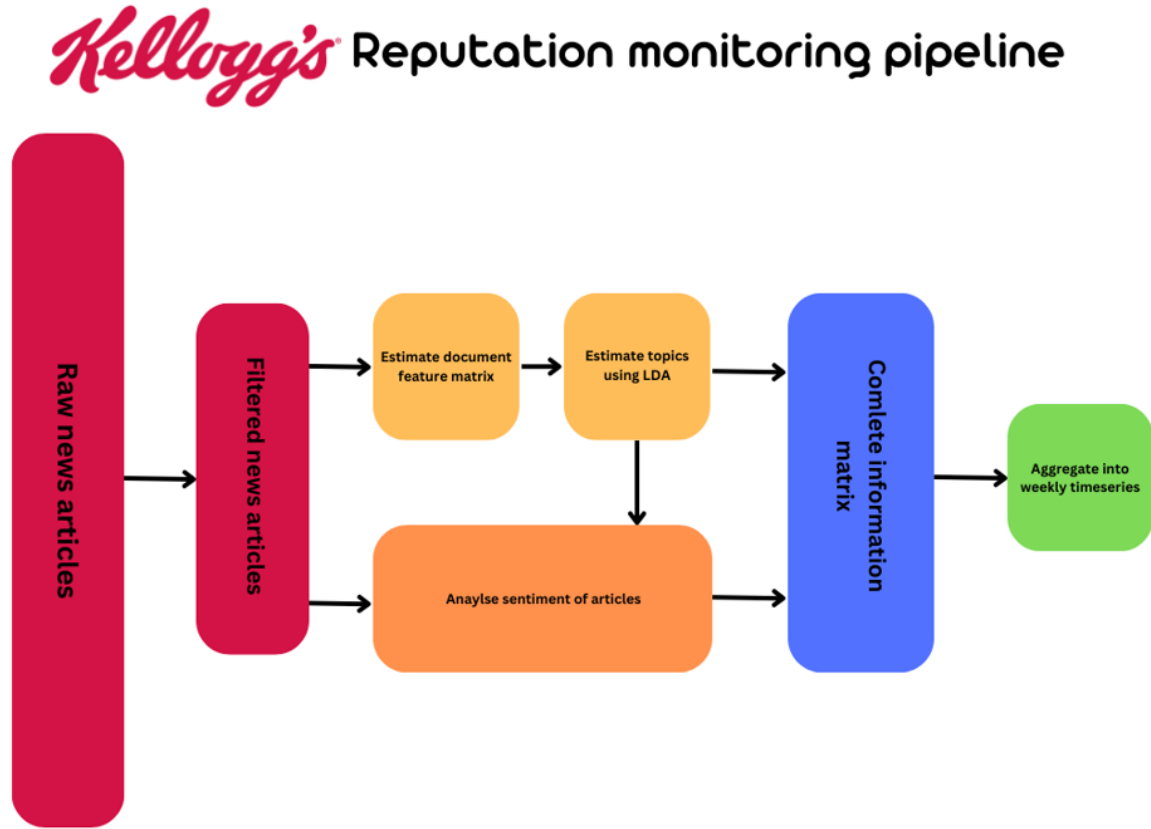 Kellogg's® Reputation monitoring pipeline
Raw news articles
Filtered news articles
Estimate document
feature matrix
Estimate topics
using LDA
Anaylse sentiment of articles
Comlete information
matrix
Aggregate into
weekly timeseries